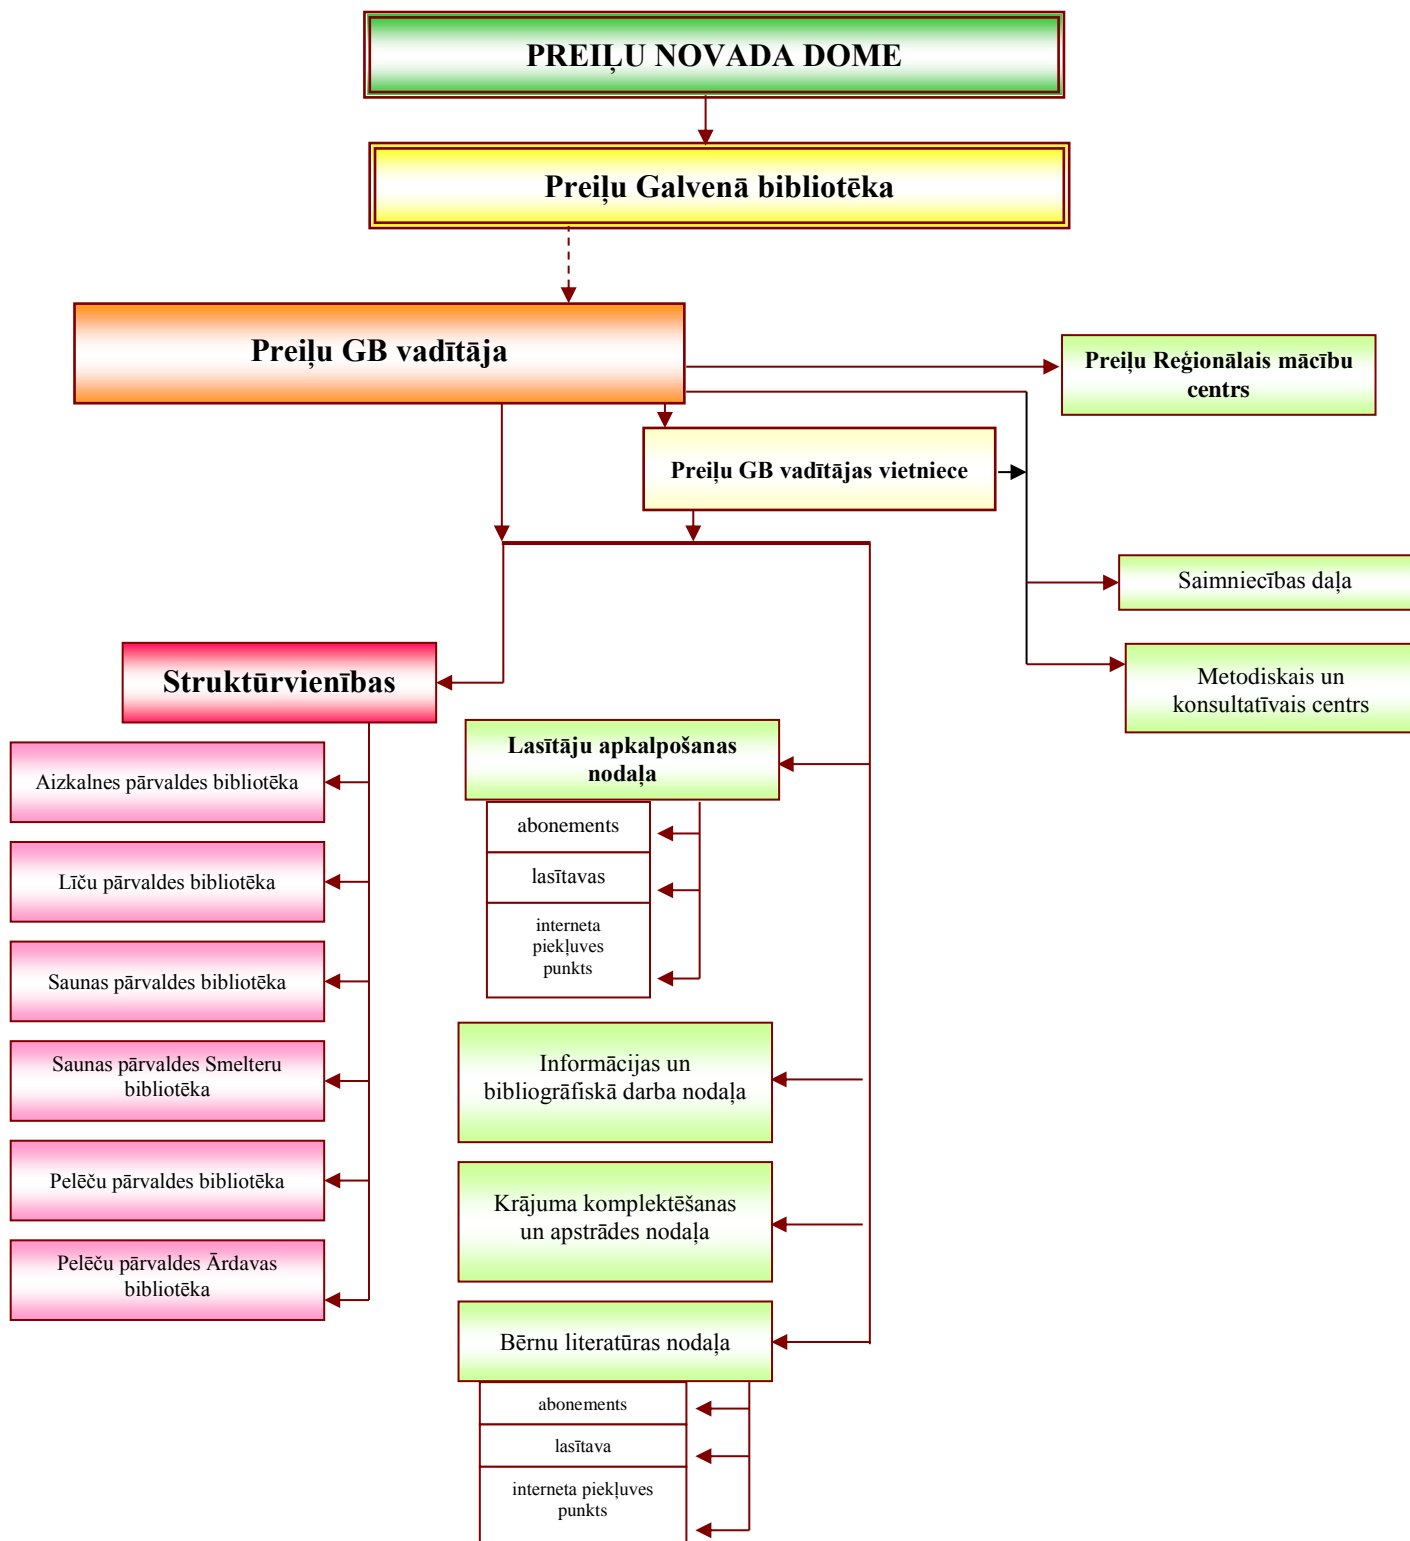 PREIĻU NOVADA DOME
Preiļu Galvenā bibliotēka
Preiļu GB vadītāja
Preiļu Reģionālais mācību
centrs
Preiļu GB vadītājas vietniece
Saimniecības daļa
Metodiskais un
konsultatīvais centrs
Struktūrvienības
Aizkalnes pārvaldes bibliotēka
Līču pārvaldes bibliotēka
Saunas pārvaldes bibliotēka
Saunas pārvaldes Smelteru
bibliotēka
Pelēču pārvaldes bibliotēka
Pelēču pārvaldes Ārdavas
bibliotēka
Lasītāju apkalpošanas
nodaļa
abonements
lasītavas
interneta
piekļuves
punkts
Informācijas un
bibliogrāfiskā darba nodaļa
Krājuma komplektēšanas
un apstrādes nodaļa
Bērnu literatūras nodaļa
abonements
lasītava
interneta piekļuves
punkts